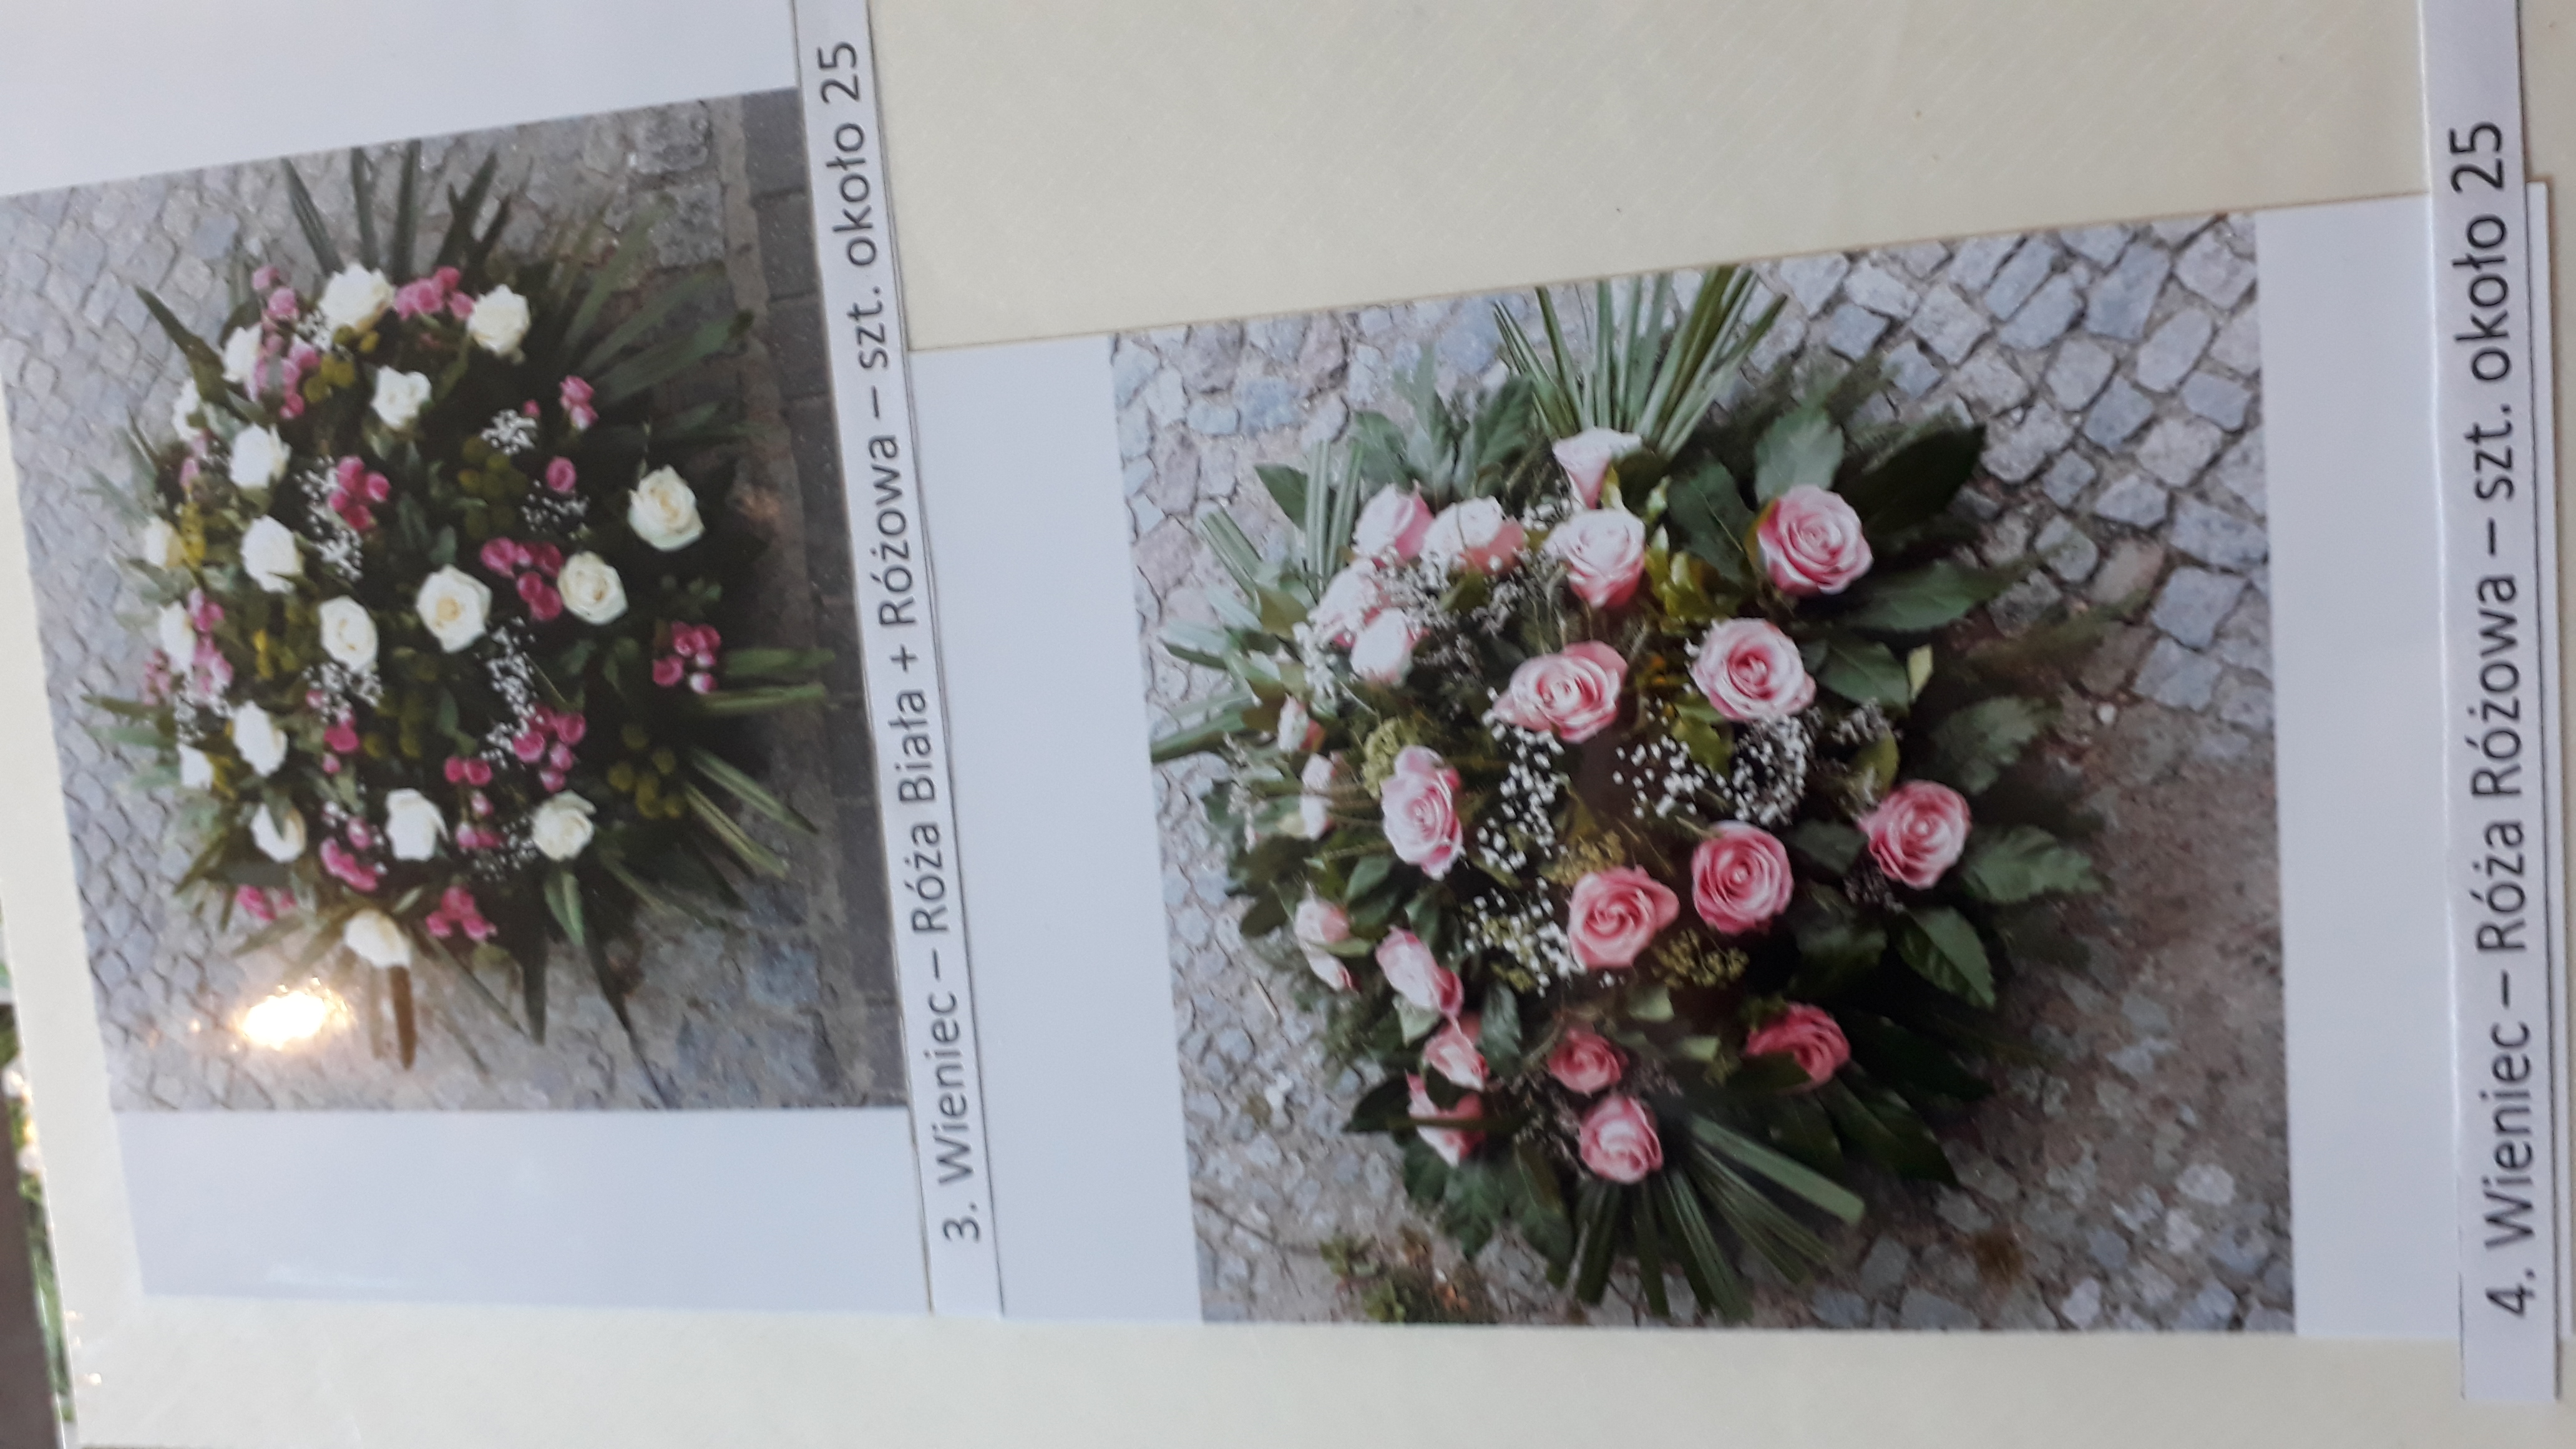 3. Wieniec – Róża Biała + Różowa – szt. około 25
4. Wieniec – Róża Różowa – szt. około 25